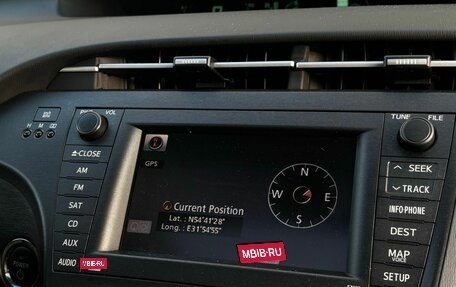 PWR VOL
TUNE FILE
H M
CLOSE
AM
FM
SAT
CD
AUX
AUDIO
POWER
GPS
Current Position
Lat. : N54°41'28"
Long. : E31°54'55"
N
W E
S
SEEK
TRACK
INFO/PHONE
DEST
MAP
VOICE
SETUP
MBIB.RU
MBIB.RU